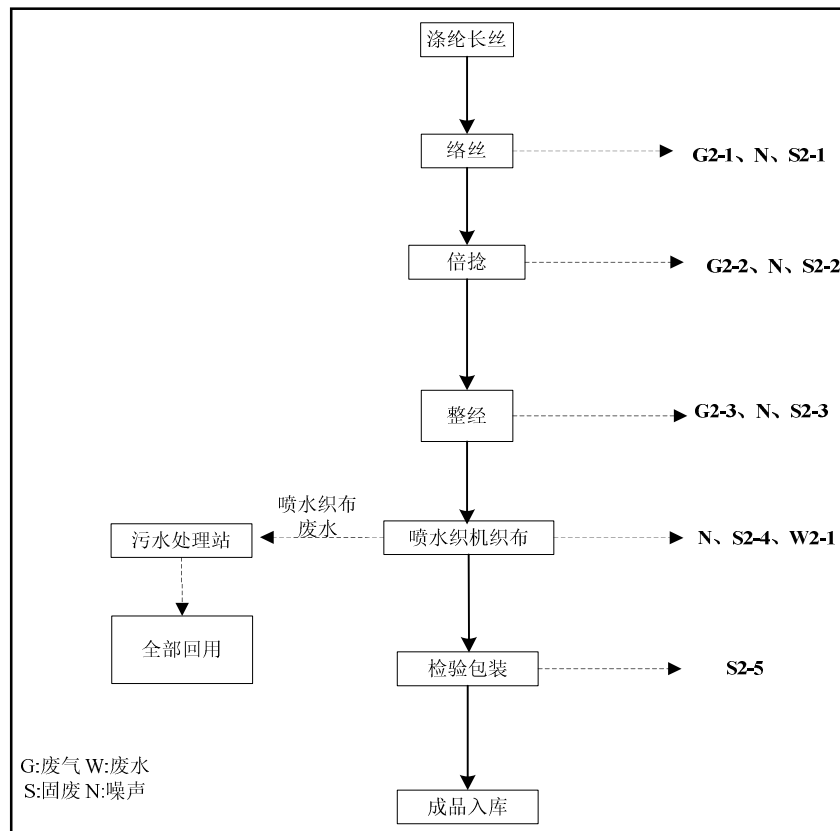 涤纶长丝
络丝
G2-1、N、S2-1
倍捻
G2-2、N、S2-2
整经
G2-3、N、S2-3
喷水织布
废水
污水处理站
喷水织机织布
N、S2-4、W2-1
全部回用
检验包装
S2-5
G:废气 W:废水
S:固废 N:噪声
成品入库